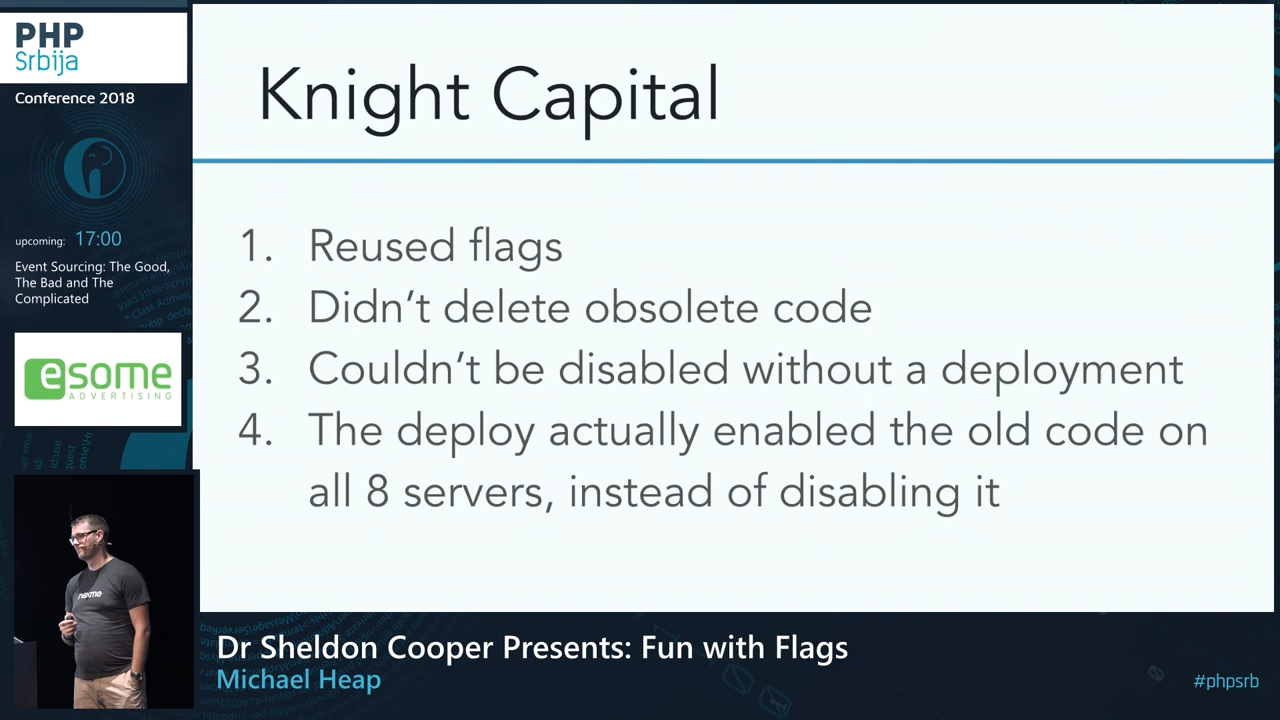 PHP
Srbija
Conference 2018
upcoming: 17:00
Event Sourcing: The Good,
The Bad and The
Complicated
esome
ADVERTISING
Knight Capital
1. Reused flags
2. Didn’t delete obsolete code
3. Couldn’t be disabled without a deployment
4. The deploy actually enabled the old code on
all 8 servers, instead of disabling it
nexmo
Dr Sheldon Cooper Presents: Fun with Flags
Michael Heap
#phpsrb